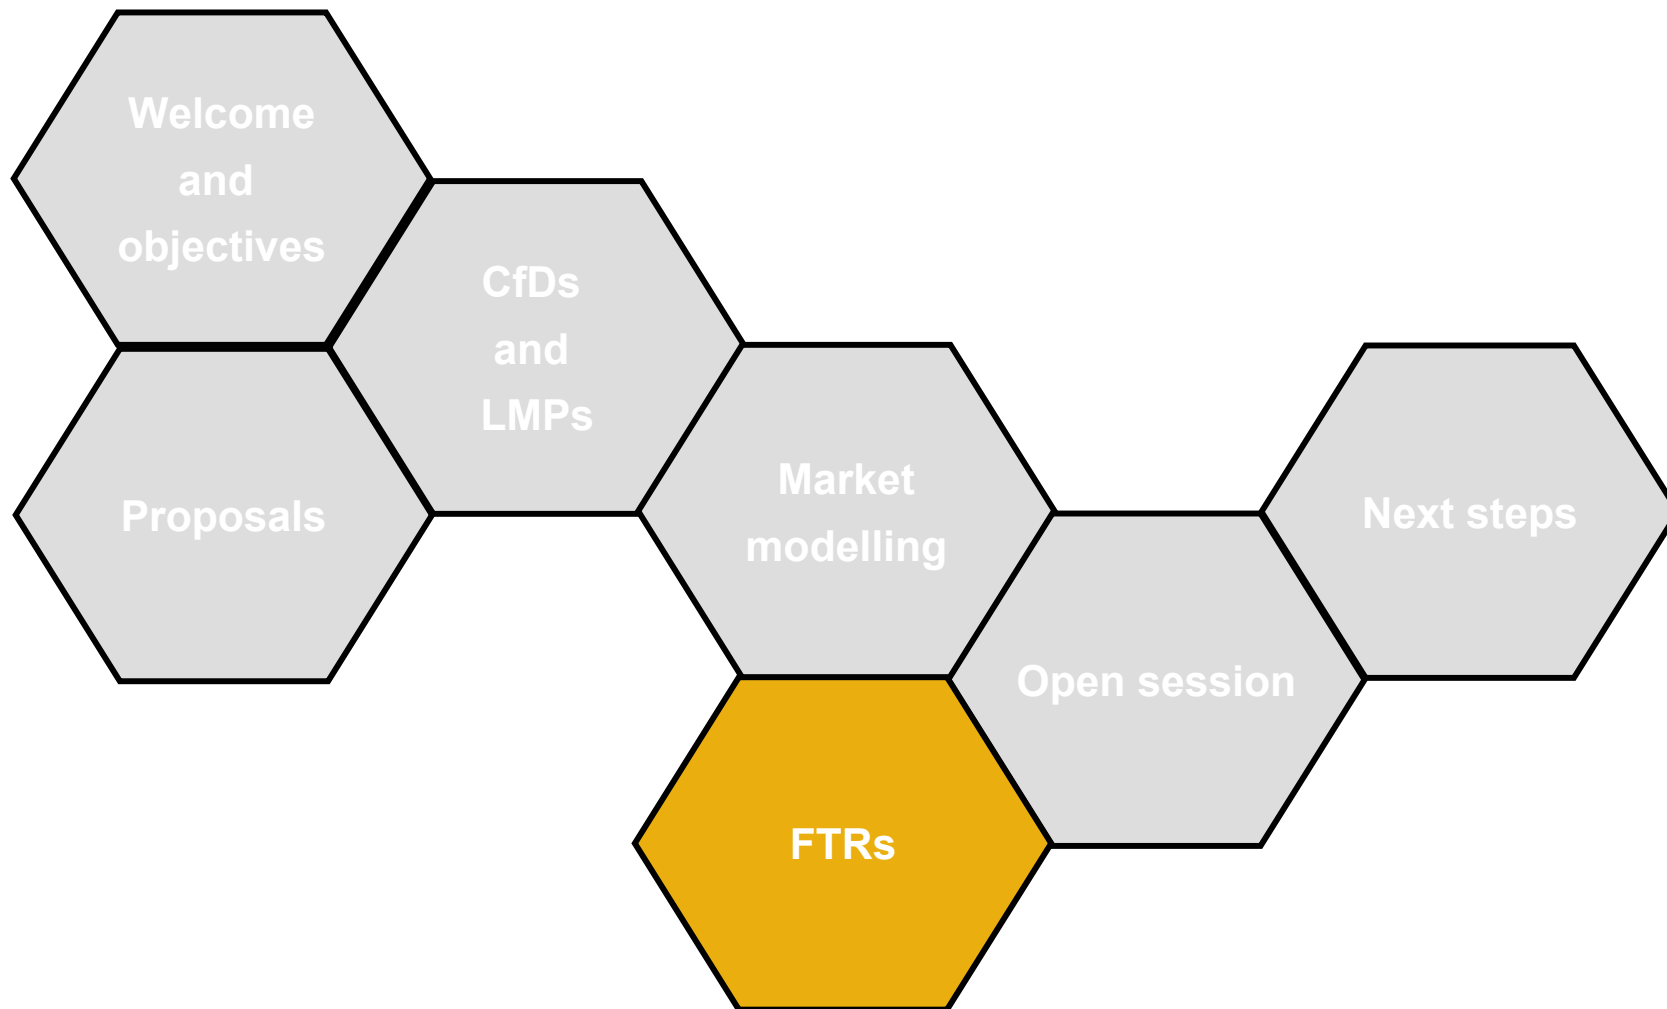 Welcome
and
objectives
Proposals
CfDs
and
LMPs
Market
modelling
FTRs
Open session
Next steps